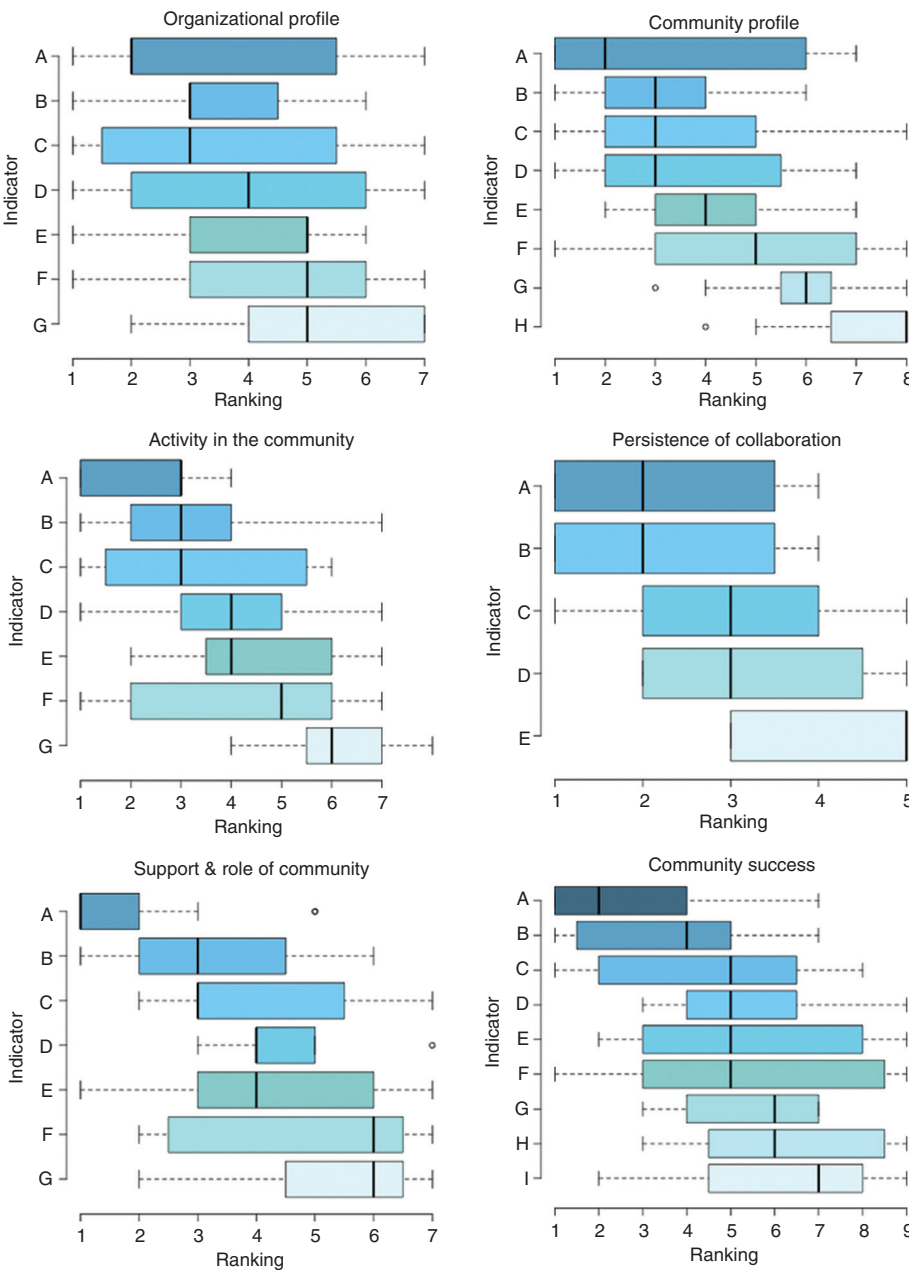 Organizational profile
Indicator
A
B
C
D
E
F
G
1 2 3 4 5 6 7
Ranking
Community profile
Indicator
A
B
C
D
E
F
G
H
1 2 3 4 5 6 7 8
Ranking
Activity in the community
Indicator
A
B
C
D
E
F
G
1 2 3 4 5 6 7
Ranking
Persistence of collaboration
Indicator
A
B
C
D
E
1 2 3 4 5
Ranking
Support & role of community
Indicator
A
B
C
D
E
F
G
1 2 3 5 6 7
Ranking
Community success
Indicator
A
B
C
D
E
F
G
H
I
1 2 3 4 5 6 7 8 9
Ranking